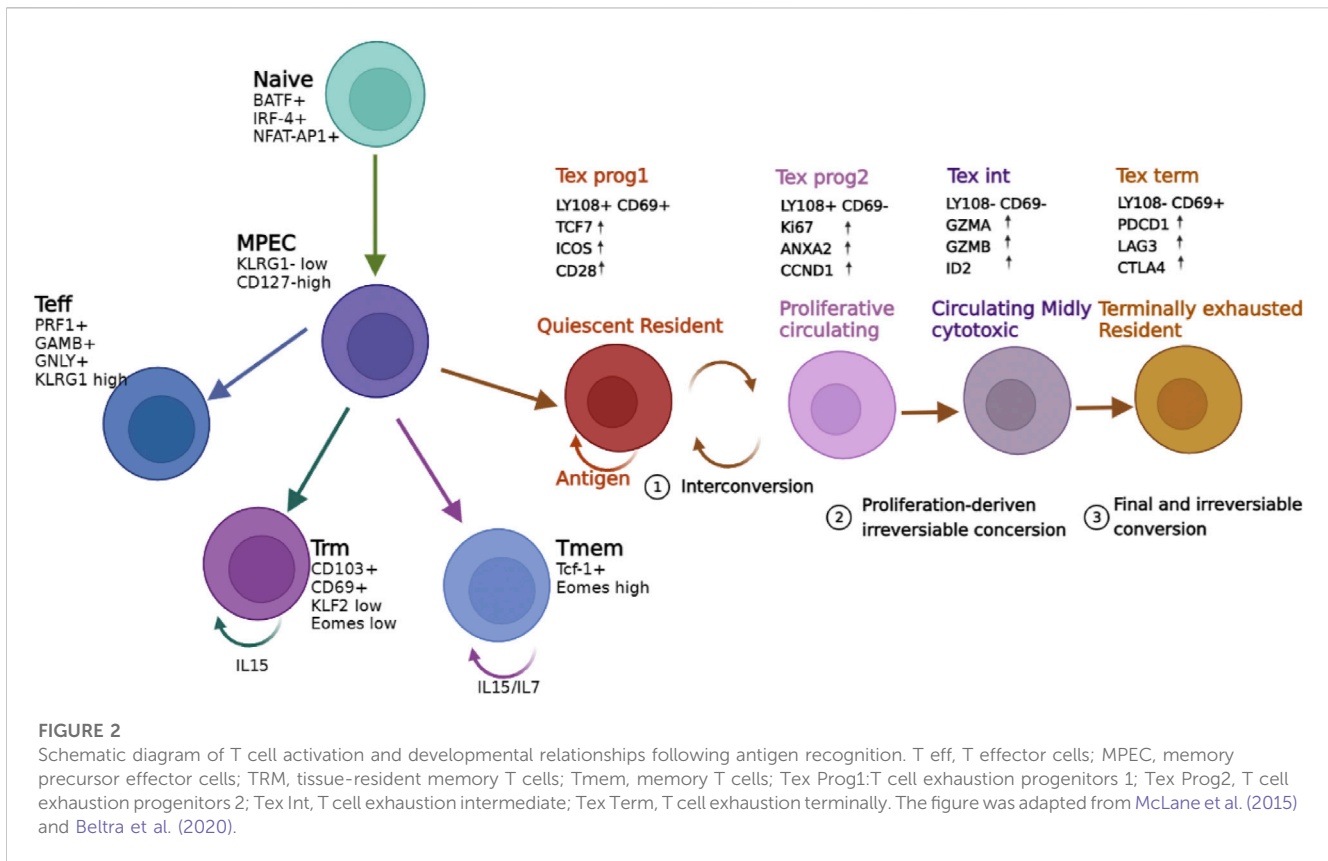 Naive
BATF+
IRF-4+
NFAT-AP1+
MPEC
KLRG1- low
CD127-high
Teff
PRF1+
GAMB+
GNLY+
KLRG1 high
Trm
CD103+
CD69+
KLF2 low
Eomes low
IL15
Tmem
Tcf-1+
Eomes high
IL15/IL7
Tex prog1
LY108+ CD69+
TCF7 ↑
ICOS ↑
CD28 ↑
Quiescent Resident
Antigen
1 Interconversion
Tex prog2
LY108+ CD69-
Ki67 ↑
ANXA2 ↑
CCND1 ↑
Proliferative
circulating
2 Proliferation-derived
irreversiable concersion
Tex int
LY108- CD69-
GZMA ↑
GZMB ↑
ID2 ↑
Circulating Midly
cytotoxic
Tex term
LY108- CD69+
PDCD1 ↑
LAG3 ↑
CTLA4 ↑
Terminally exhausted
Resident
3 Final and irreversiable
conversion
FIGURE 2
Schematic diagram of T cell activation and developmental relationships following antigen recognition. T eff, T effector cells; MPEC, memory
precursor effector cells; TRM, tissue-resident memory T cells; Tmem, memory T cells; Tex Prog1:T cell exhaustion progenitors 1; Tex Prog2, T cell
exhaustion progenitors 2; Tex Int, T cell exhaustion intermediate; Tex Term, T cell exhaustion terminally. The figure was adapted from McLane et al. (2015)
and Beltra et al. (2020).